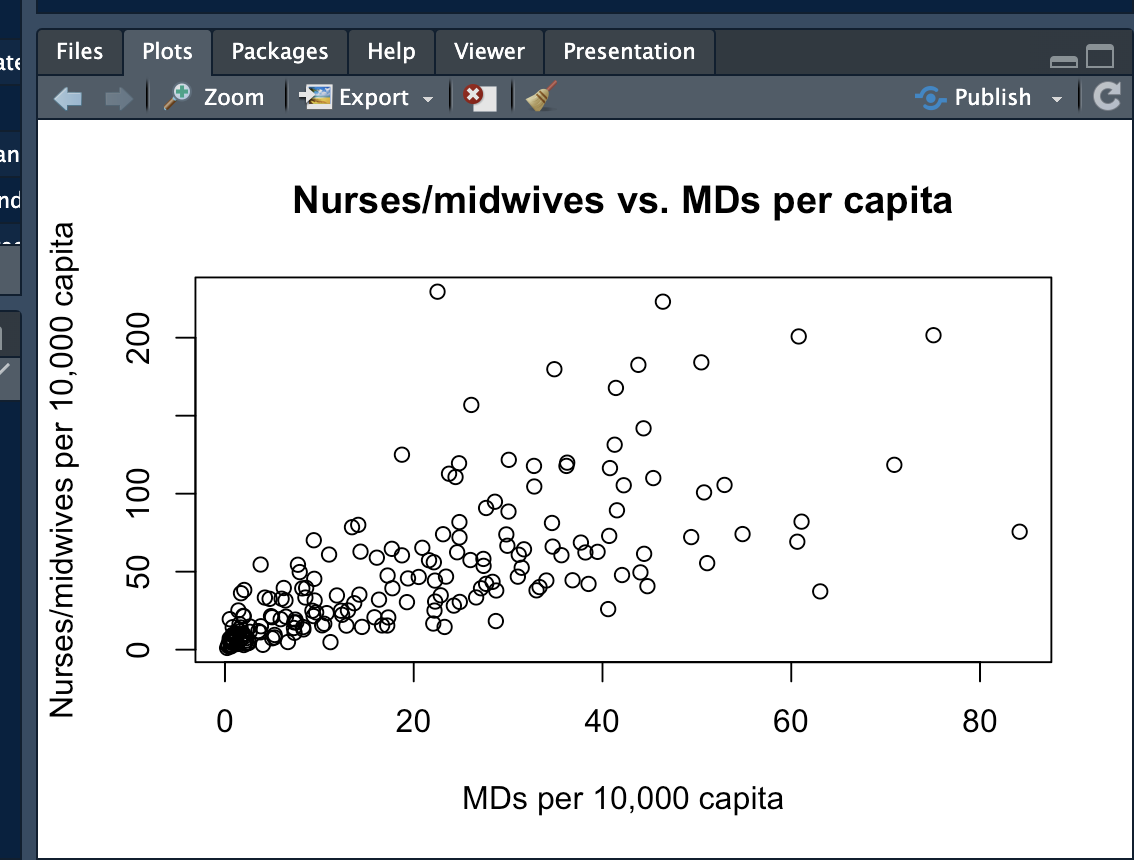 Files Plots Packages Help Viewer Presentation
Zoom Export Publish
Nurses/midwives vs. MDs per capita
Nurses/midwives per 10,000 capita
200
100
50
0
0 20 40 60 80
MDs per 10,000 capita